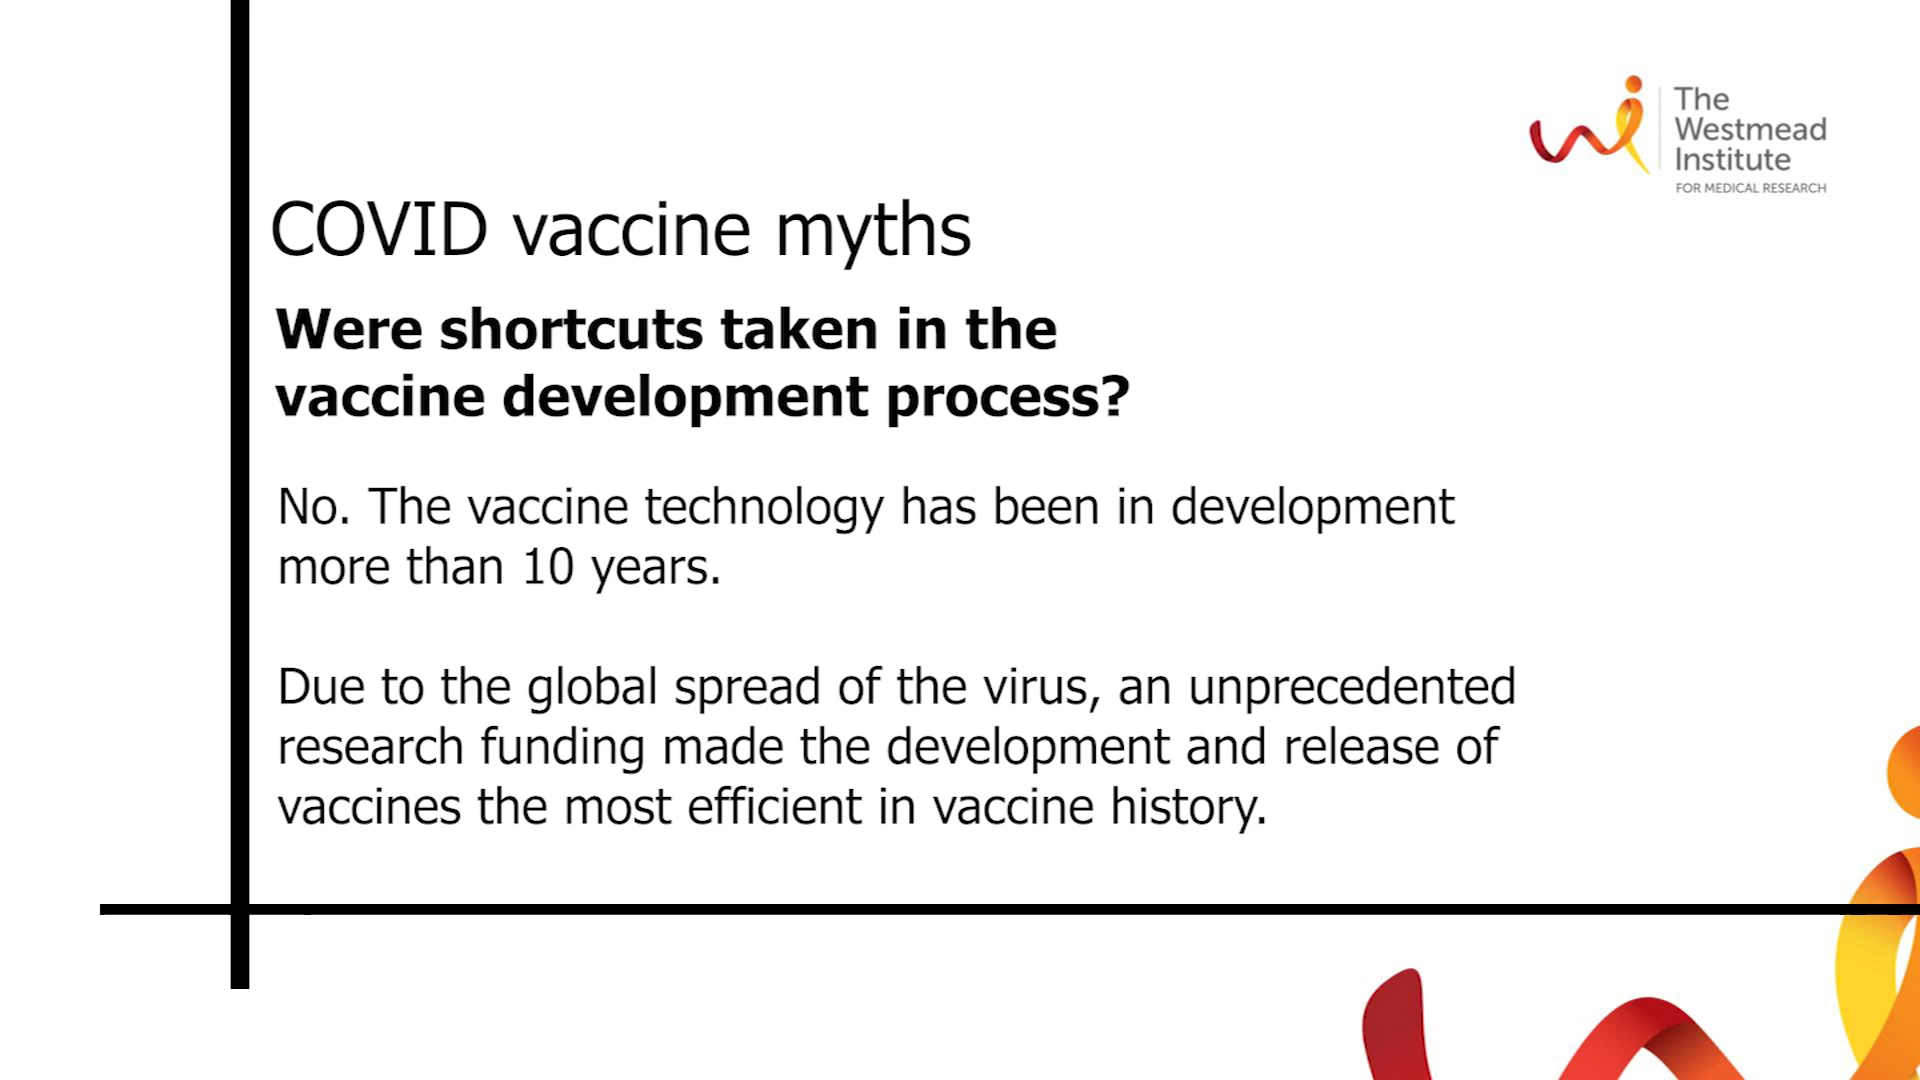 The
Westmead
Institute
FOR MEDICAL RESEARCH
COVID vaccine myths
Were shortcuts taken in the
vaccine development process?
No. The vaccine technology has been in development
more than 10 years.
Due to the global spread of the virus, an unprecedented
research funding made the development and release of
vaccines the most efficient in vaccine history.